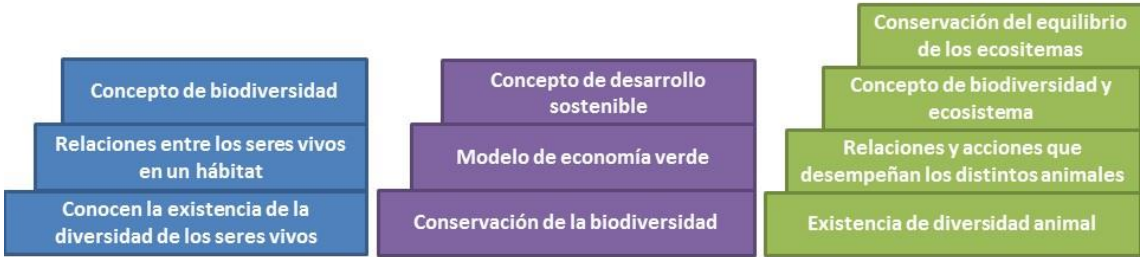 Concepto de biodiversidad
Relaciones entre los seres vivos
en un hábitat
Conocen la existencia de la
diversidad de los seres vivos
Concepto de desarrollo
sostenible
Modelo de economía verde
Conservación de la biodiversidad
Conservación del equilibrio
de los ecositemas
Concepto de biodiversidad y
ecosistema
Relaciones y acciones que
desempeñan los distintos animales
Existencia de diversidad animal